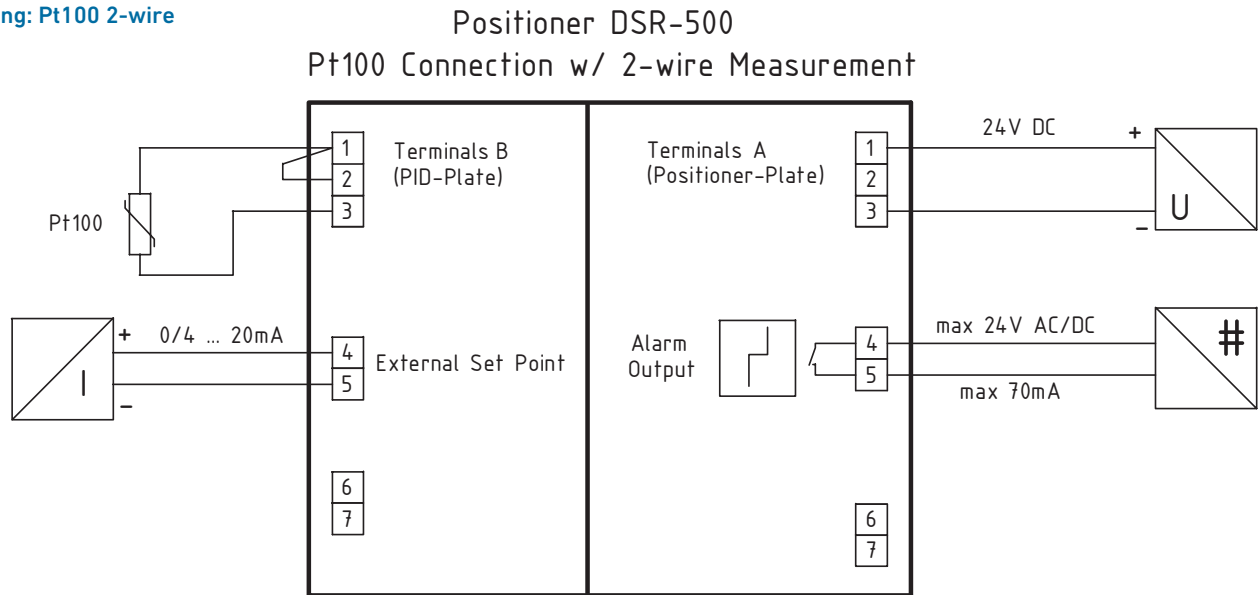 ng: Pt100 2-wire
Positioner DSR-500
Pt100 Connection w/ 2-wire Measurement
1
2
3
Terminals B
(PID-Plate)
Terminals A
(Positioner-Plate)
1
2
3
24V DC
+
-
U
Pt100
+
0/4 ... 20mA
I
-
4
5
External Set Point
Alarm
Output
4
5
max 24V AC/DC
max 70mA
#
6
7
6
7